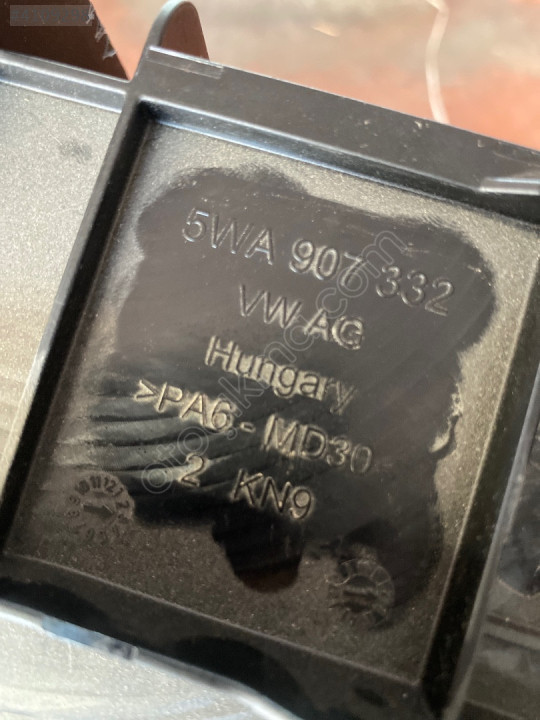 5WA 907 332
VW AG
Hungary
>PA6-MD30
2 KN9